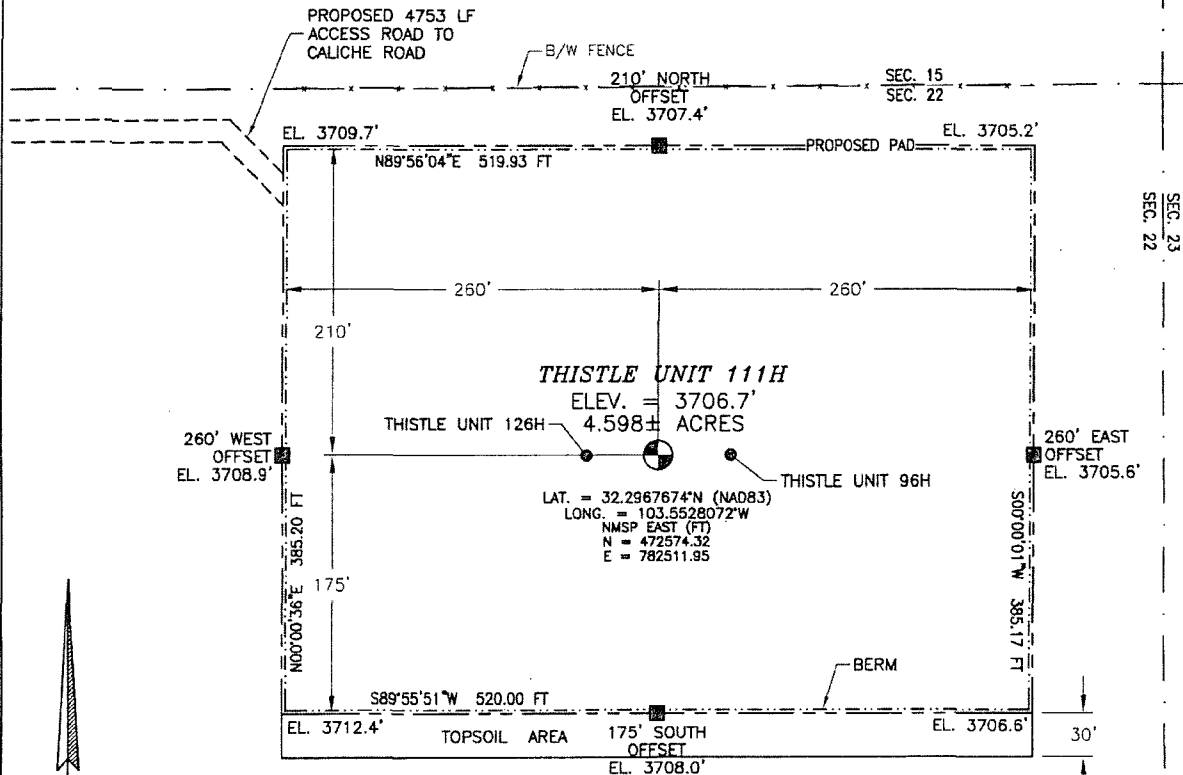 PROPOSED 4753 LF
ACCESS ROAD TO
CALICHE ROAD
B/W FENCE
210' NORTH
OFFSET
EL. 3707.4'
SEC. 15
SEC. 22
EL. 3709.7'
EL. 3705.2'
N89°56'04"E 519.93 FT
PROPOSED PAD
SEC. 23
SEC. 22
260'
260'
210'
THISTLE UNIT 111H
ELEV. = 3706.7'
4.598± ACRES
THISTLE UNIT 126H
260' WEST
OFFSET
EL. 3708.9'
260' EAST
OFFSET
EL. 3705.6'
THISTLE UNIT 96H
LAT. = 32.2967674°N (NAD83)
LONG. = 103.5528072°W
NMSP EAST (FT)
N = 472574.32
E = 782511.95
N00°00'36"E 385.20 FT
S00°00'01"W 385.17 FT
175'
BERM
S89°55'51"W 520.00 FT
EL. 3712.4'
TOPSOIL AREA
175' SOUTH
OFFSET
EL. 3708.0'
EL. 3706.6'
30'